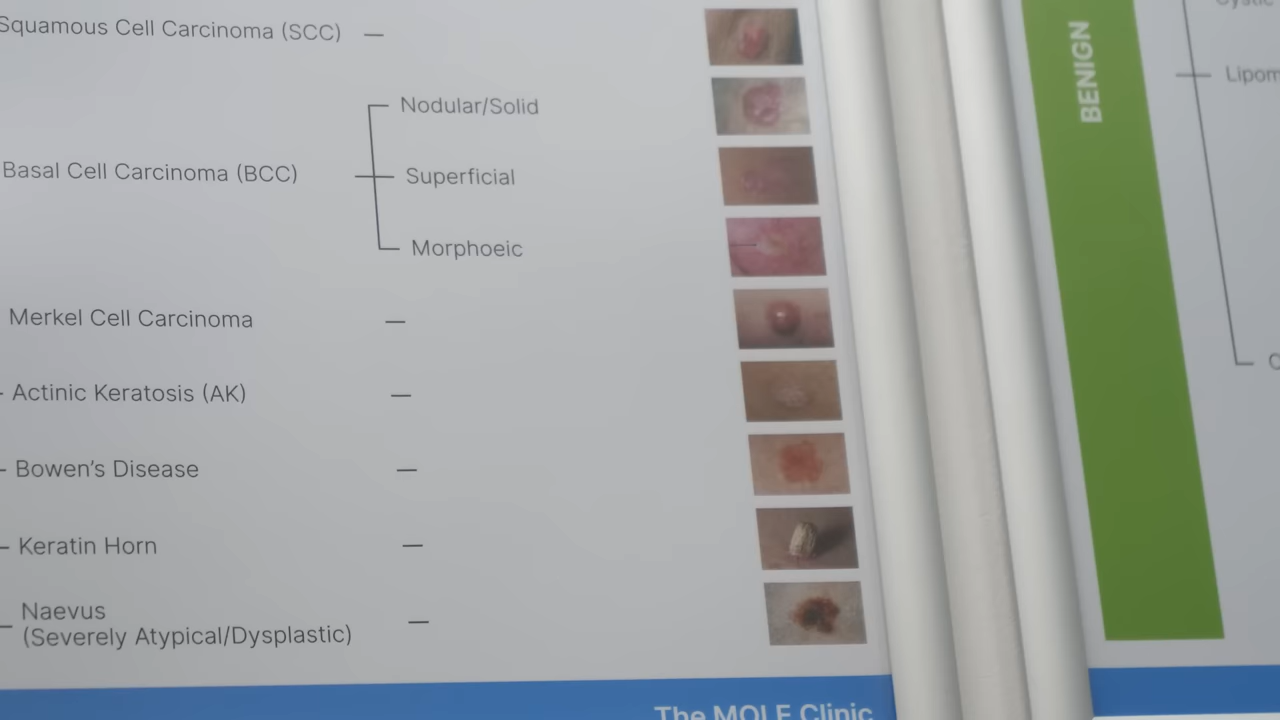 Squamous Cell Carcinoma (SCC)
Nodular/Solid
Basal Cell Carcinoma (BCC)
Superficial
Morphoeic
Merkel Cell Carcinoma
Actinic Keratosis (AK)
Bowen's Disease
Keratin Horn
Naevus
(Severely Atypical/Dysplastic)
The MOLE Clinic
BENIGN